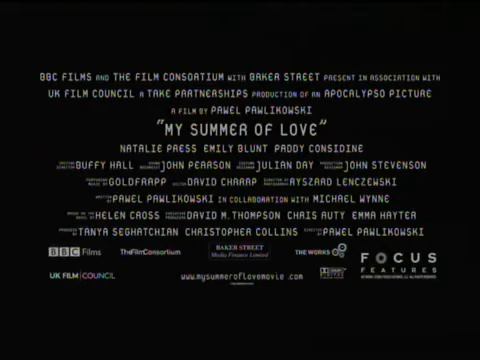 BBC FILMS AND THE FILM CONSORTIUM WITH BAKER STREET PRESENT IN ASSOCIATION WITH
UK FILM COUNCIL A TAKE PARTNERSHIPS PRODUCTION OF AN APOCALYPSO PICTURE
A FILM BY PAWEL PAWLIKOWSKI
"MY SUMMER OF LOVE"
NATALIE PRESS EMILY BLUNT PADDY CONSIDINE
BUFFY HALL JOHN PEARSON JULIAN DAY JOHN STEVENSON
GOLDFRAPP DAVID CHARAP RYSZARD LENCZEWSKI
PAWEL PAWLIKOWSKI IN COLLABORATION WITH MICHAEL WYNNE
HELEN CROSS DAVID M. THOMPSON CHRIS AUTY EMMA HAYTER
TANYA SEGHATCHIAN CHRISTOPHER COLLINS PAWEL PAWLIKOWSKI
BBC Films TheFilmConsortium BAKER STREET THE WORKS FOCUS
Media Finance Limited FEATURES
UK FILM COUNCIL www.mysummeroflovemovie.com